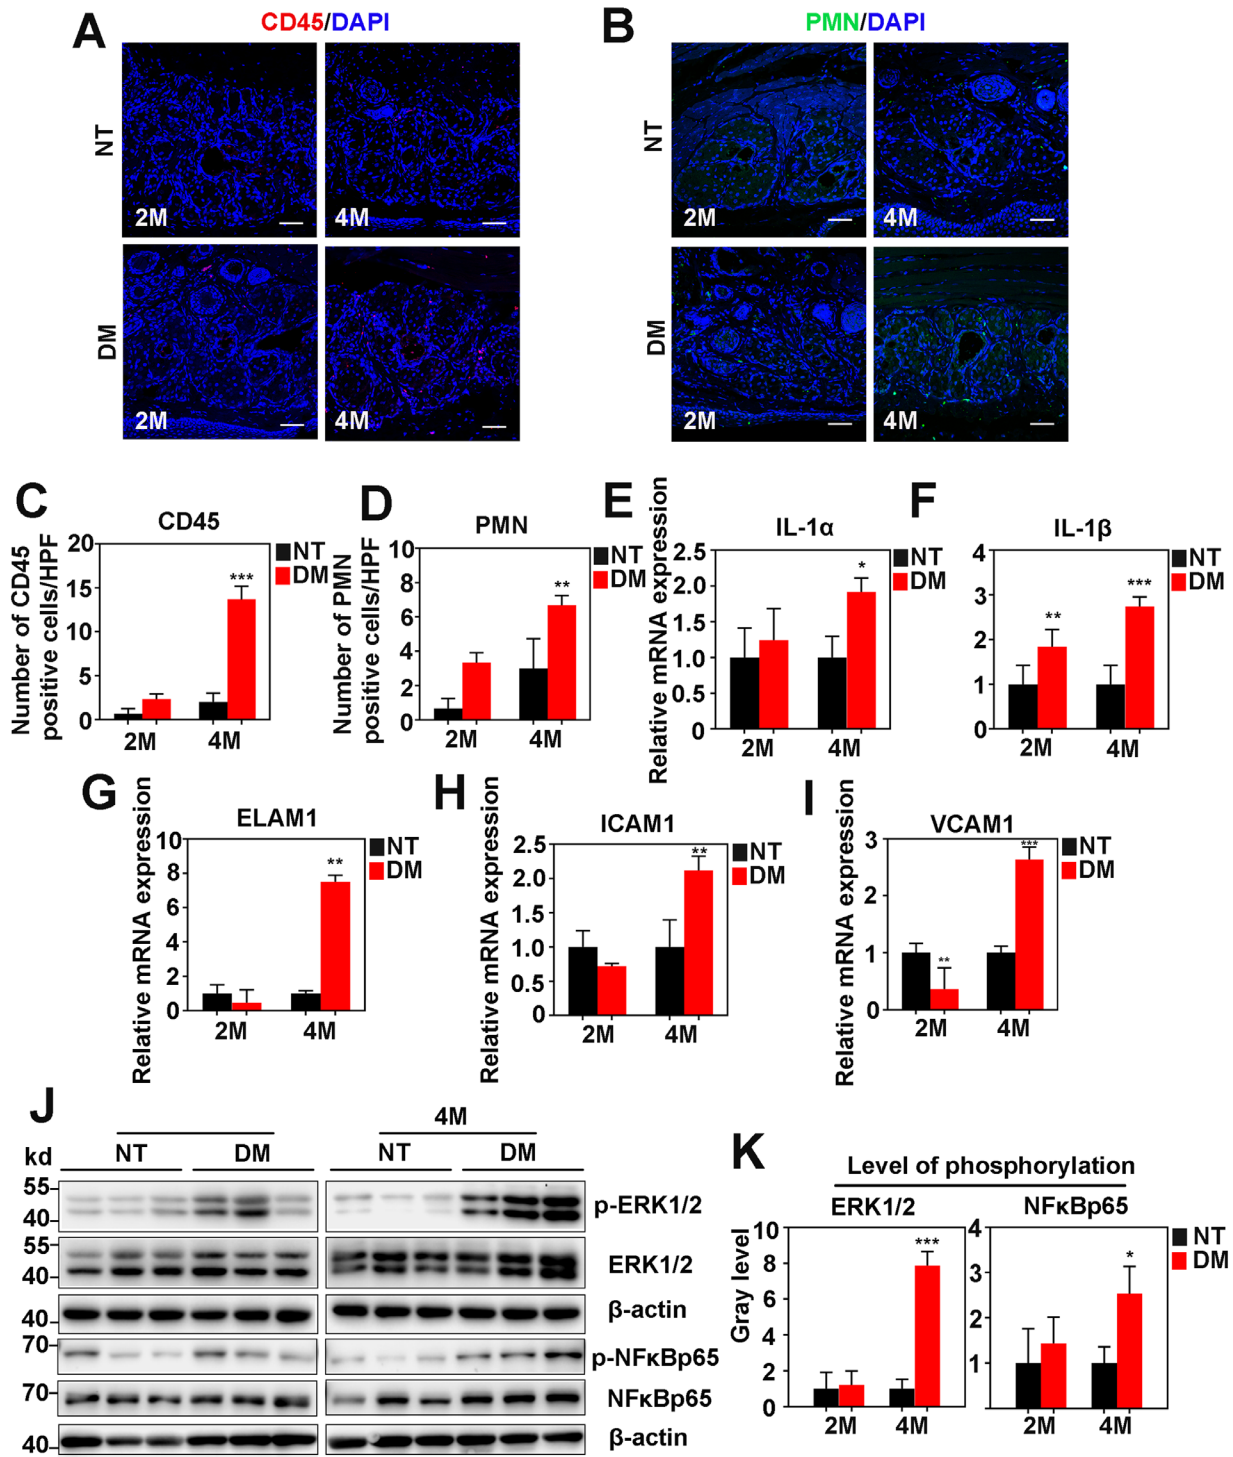 A
CD45/DAPI
NT
2M
4M
DM
2M
4M
B
PMN/DAPI
NT
2M
4M
DM
2M
4M
C
CD45
Number of CD45
positive cells/HPF
20
15
10
5
0
***
2M
4M
NT
DM
D
PMN
Number of PMN
positive cells/HPF
10
8
6
4
2
0
**
2M
4M
NT
DM
E
IL-1α
Relative mRNA expression
2.5
2.0
1.5
1.0
0.5
0
*
2M
4M
NT
DM
F
IL-1β
4
3
2
1
0
**
***
2M
4M
NT
DM
G
ELAM1
Relative mRNA expression
10
8
6
4
2
0
**
2M
4M
NT
DM
H
ICAM1
Relative mRNA expression
2.5
2.0
1.5
1.0
0.5
0
**
2M
4M
NT
DM
I
VCAM1
Relative mRNA expression
3
2
1
0
**
***
2M
4M
NT
DM
J
4M
kd
NT
DM
NT
DM
55
40
p-ERK1/2
55
40
ERK1/2
40
β-actin
70
p-NFκBp65
70
NFκBp65
40
β-actin
K
Level of phosphorylation
ERK1/2
Gray level
10
8
6
4
2
0
***
2M
4M
NFκBp65
4
3
2
1
*
2M
4M
NT
DM